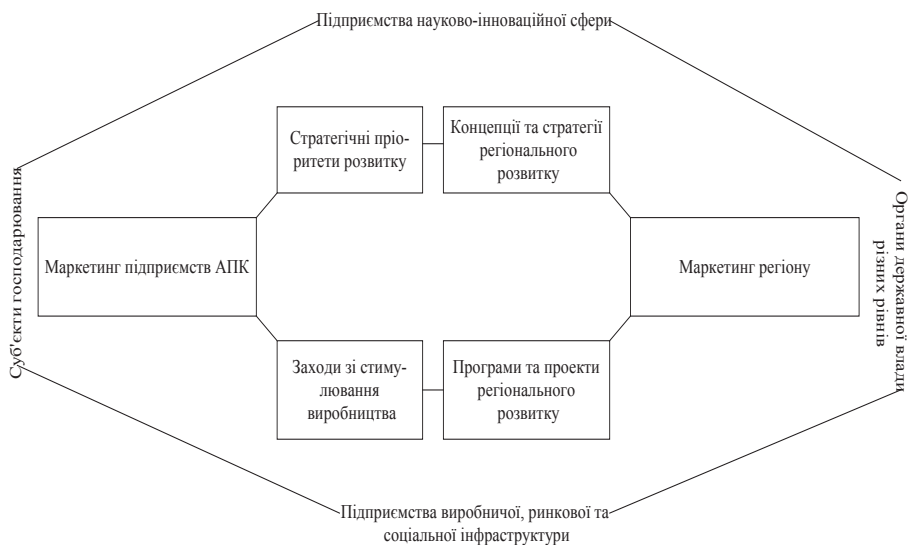 Підприємства науково-інноваційної сфери
Стратегічні пріо-
ритети розвитку
Концепції та стратегії
регіонального
розвитку
Суб'єкти господарювання
Маркетинг підприємств АПК
Маркетинг регіону
Органи державної влади
різних рівнів
Заходи зі стиму-
лювання
виробництва
Програми та проекти
регіонального
розвитку
Підприємства виробничої, ринкової та
соціальної інфраструктури